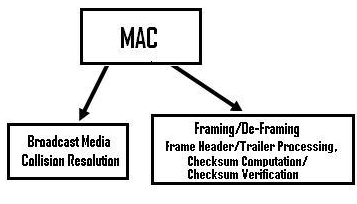 MAC
Broadcast Media
Collision Resolution
Framing/De-Framing
Frame Header/Trailer Processing,
Checksum Computation/
Checksum Verification